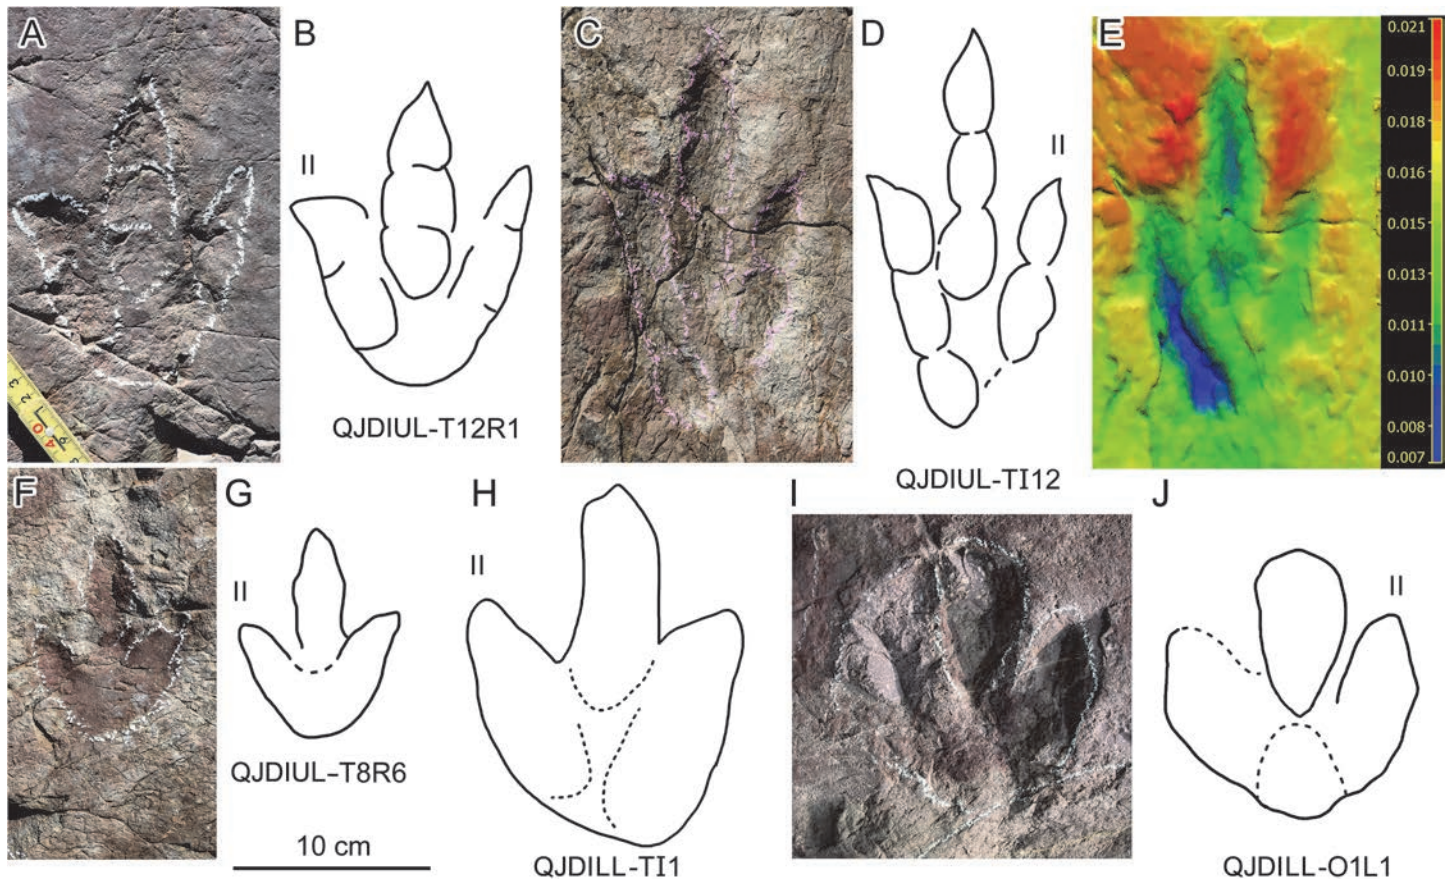 A
B
C
D
E
II
II
0.021
0.019
0.018
0.016
0.015
0.013
0.011
0.010
0.008
0.007
QJDIUL-T12R1
QJDIUL-TI12
F
G
H
I
J
II
II
II
QJDIUL-T8R6
10 cm
QJDILL-TI1
QJDILL-O1L1